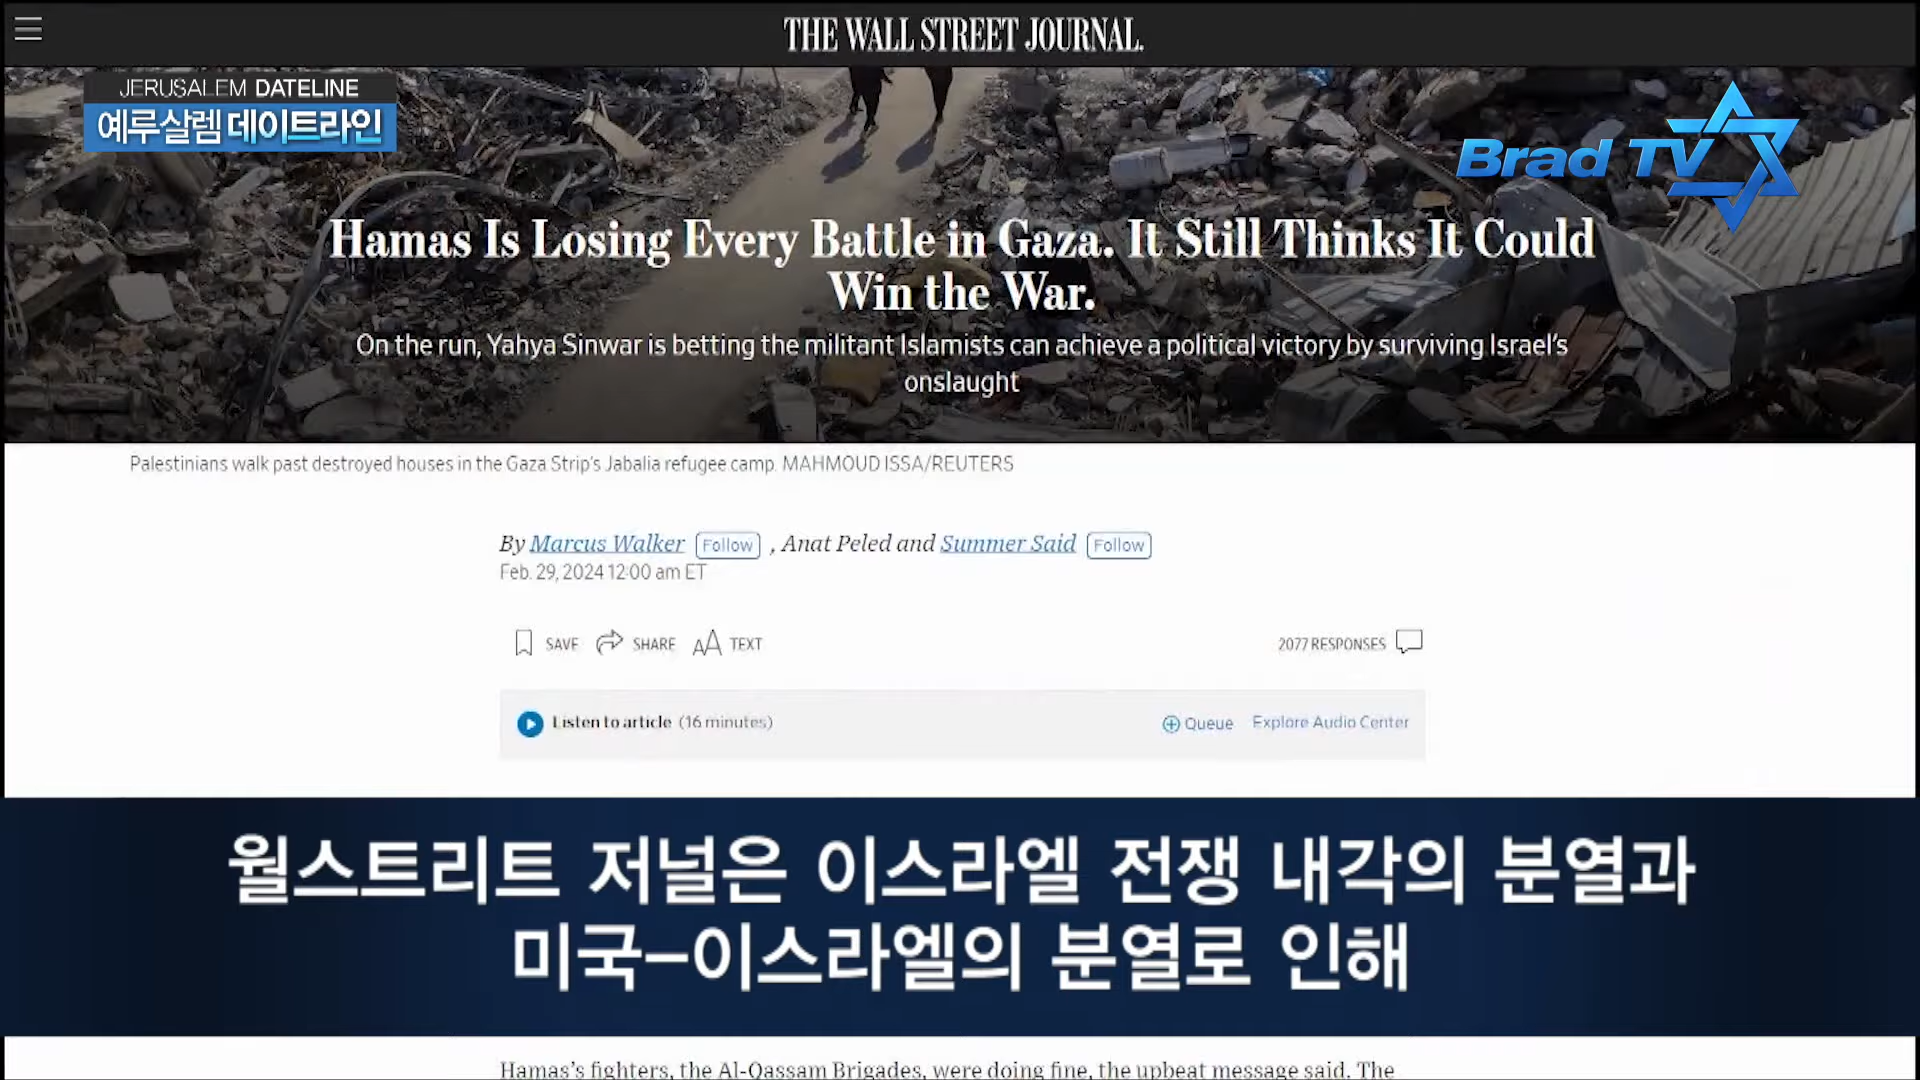 THE WALL STREET JOURNAL.
JERUSALEM DATELINE
예루살렘 데이트라인
Brad TV
Hamas Is Losing Every Battle in Gaza. It Still Thinks It Could
Win the War.
On the run, Yahya Sinwar is betting the militant Islamists can achieve a political victory by surviving Israel's
onslaught
Palestinians walk past destroyed houses in the Gaza Strip's Jabalia refugee camp. MAHMOUD ISSA/REUTERS
By Marcus Walker Follow , Anat Peled and Summer Said Follow
Feb. 29, 2024 12:00 am ET
SAVE SHARE AA TEXT 2077 RESPONSES
Listen to article (16 minutes) Queue Explore Audio Center
월스트리트 저널은 이스라엘 전쟁 내각의 분열과
미국-이스라엘의 분열로 인해
Hamas's fighters, the Al-Qassam Brigades, were doing fine, the upbeat message said. The